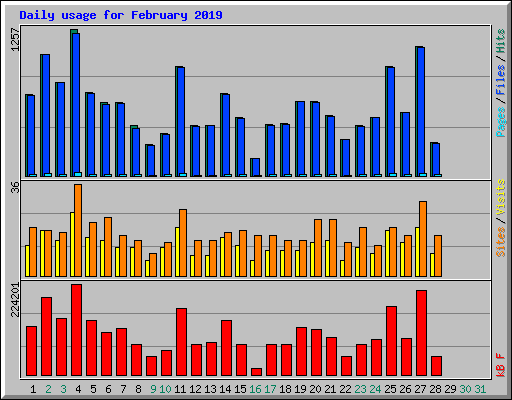 Daily usage for February 2019
1257
Pages / Files / Hits
36
Sites / Visits
224201
kB F
1 2 3 4 5 6 7 8 9 10 11 12 13 14 15 16 17 18 19 20 21 22 23 24 25 26 27 28 29 30 31